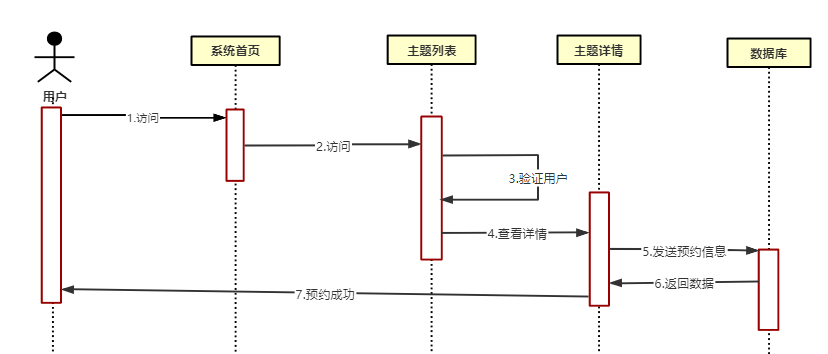 系统首页
主题列表
主题详情
数据库
用户
1.访问
2.访问
3.验证用户
4.查看详情
5.发送预约信息
6.返回数据
7.预约成功